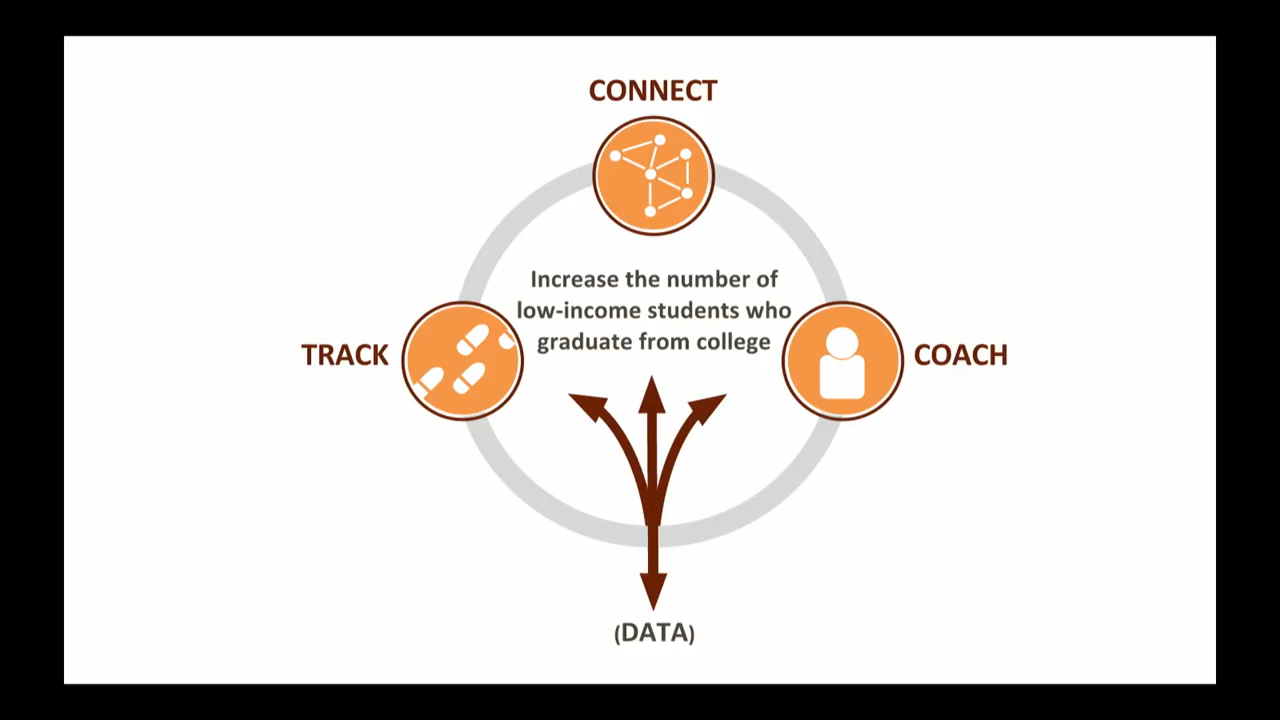 CONNECT
Increase the number of
low-income students who
graduate from college
TRACK
COACH
(DATA)